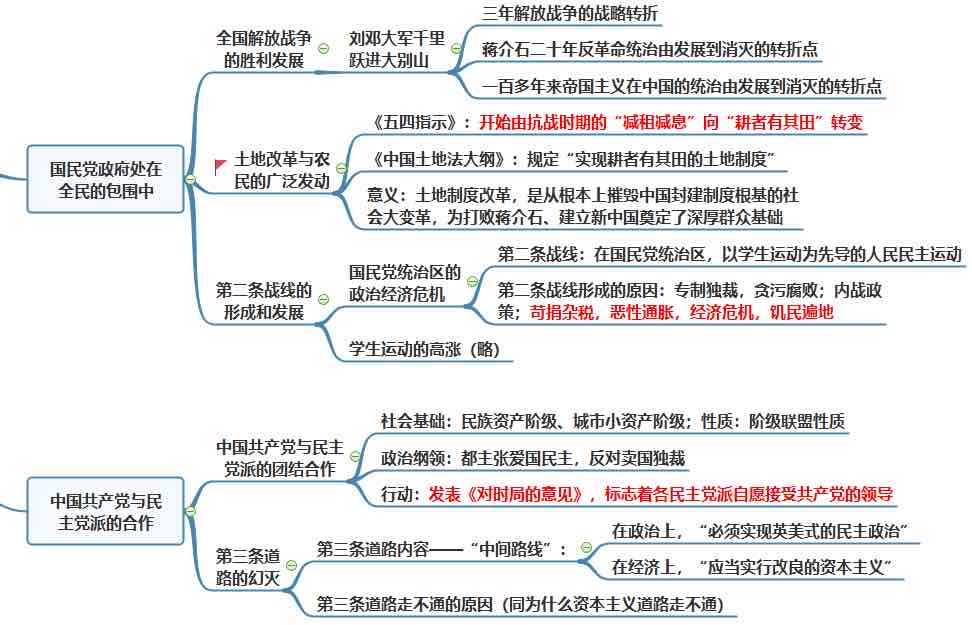 国民党政府处在
全民的包围中
全国解放战争
的胜利发展
刘邓大军千里
跃进大别山
三年解放战争的战略转折
蒋介石二十年反革命统治由发展到消灭的转折点
一百多年来帝国主义在中国的统治由发展到消灭的转折点
土地改革与农
民的广泛发动
《五四指示》：开始由抗战时期的“减租减息”向“耕者有其田”转变
《中国土地法大纲》：规定“实现耕者有其田的土地制度”
意义：土地制度改革，是从根本上摧毁中国封建制度根基的社
会大变革，为打败蒋介石、建立新中国奠定了深厚群众基础
第二条战线的
形成和发展
国民党统治区的
政治经济危机
第二条战线：在国民党统治区，以学生运动为先导的人民民主运动
第二条战线形成的原因：专制独裁，贪污腐败；内战政
策；苛捐杂税，恶性通胀，经济危机，饥民遍地
学生运动的高涨（略）
中国共产党与民
主党派的合作
中国共产党与民主
党派的团结合作
社会基础：民族资产阶级、城市小资产阶级；性质：阶级联盟性质
政治纲领：都主张爱国民主，反对卖国独裁
行动：发表《对时局的意见》，标志着各民主党派自愿接受共产党的领导
第三条道
路的幻灭
第三条道路内容——“中间路线”：
在政治上，“必须实现英美式的民主政治”
在经济上，“应当实行改良的资本主义”
第三条道路走不通的原因（同为什么资本主义道路走不通）